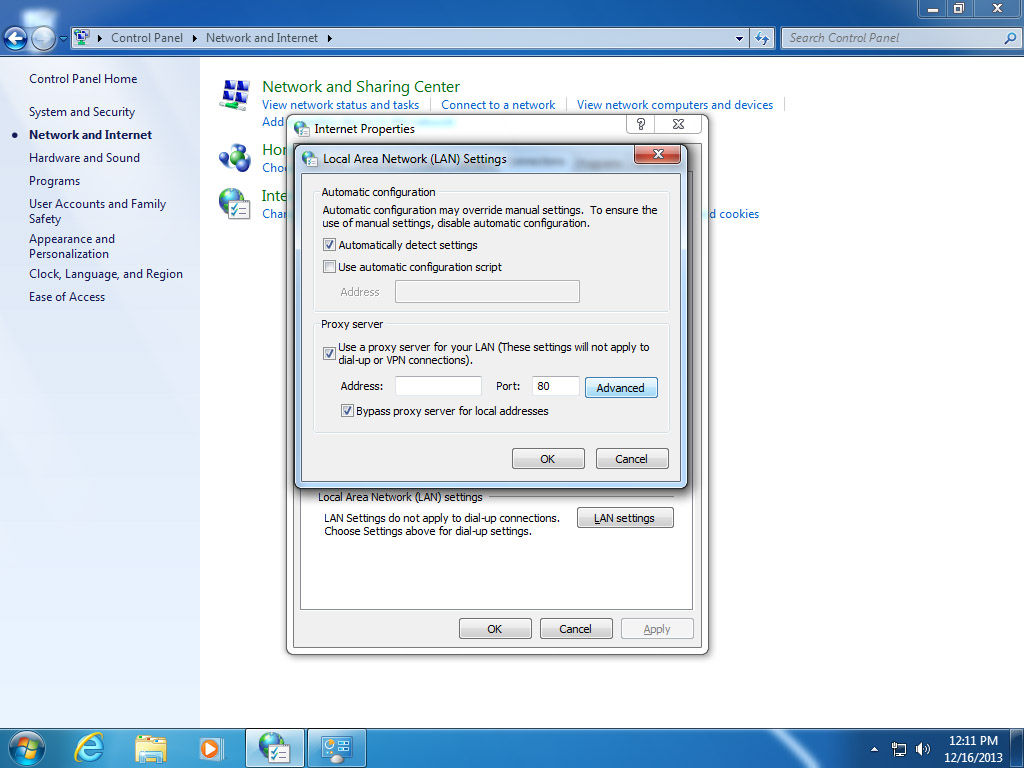 Control Panel
Network and Internet
Search Control Panel
Control Panel Home
System and Security
Network and Internet
Hardware and Sound
Programs
User Accounts and Family
Safety
Appearance and
Personalization
Clock, Language, and Region
Ease of Access
Network and Sharing Center
View network status and tasks
Connect to a network
View network computers and devices
Add
Hom
Choo
Inte
Chan
d cookies
Internet Properties
?
Local Area Network (LAN) Settings
Automatic configuration
Automatic configuration may override manual settings. To ensure the
use of manual settings, disable automatic configuration.
Automatically detect settings
Use automatic configuration script
Address
Proxy server
Use a proxy server for your LAN (These settings will not apply to
dial-up or VPN connections).
Address:
Port:
80
Advanced
Bypass proxy server for local addresses
OK
Cancel
Local Area Network (LAN) settings
LAN Settings do not apply to dial-up connections.
Choose Settings above for dial-up settings.
LAN settings
OK
Cancel
Apply
12:11 PM
12/16/2013